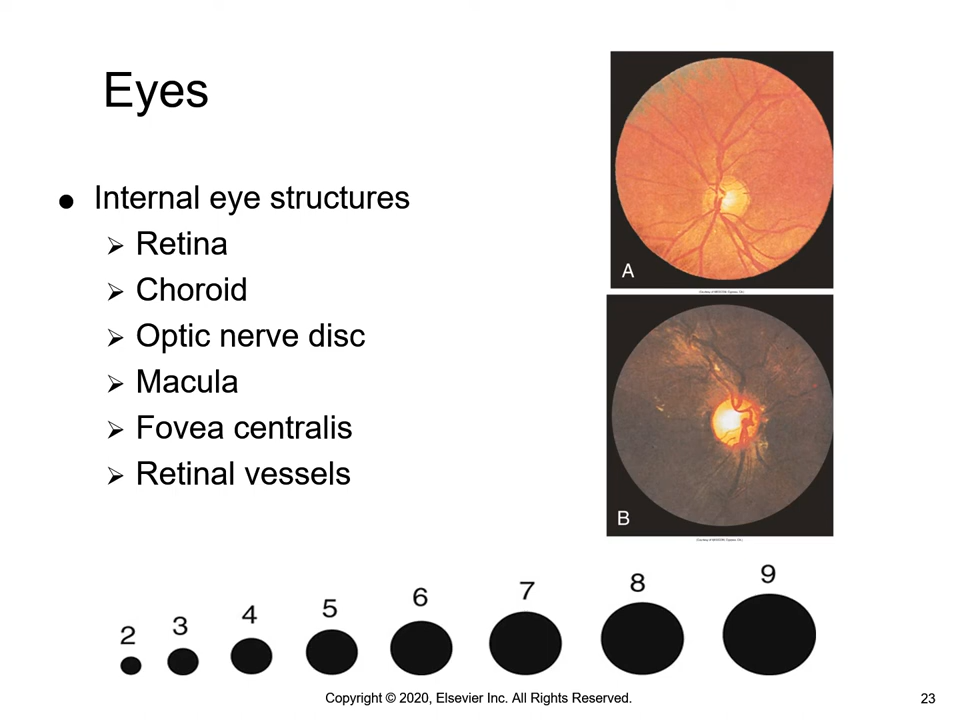 Eyes
● Internal eye structures
➢ Retina
➢ Choroid
➢ Optic nerve disc
➢ Macula
➢ Fovea centralis
➢ Retinal vessels
A
B
2 3 4 5 6 7 8 9
Copyright © 2020, Elsevier Inc. All Rights Reserved.
23